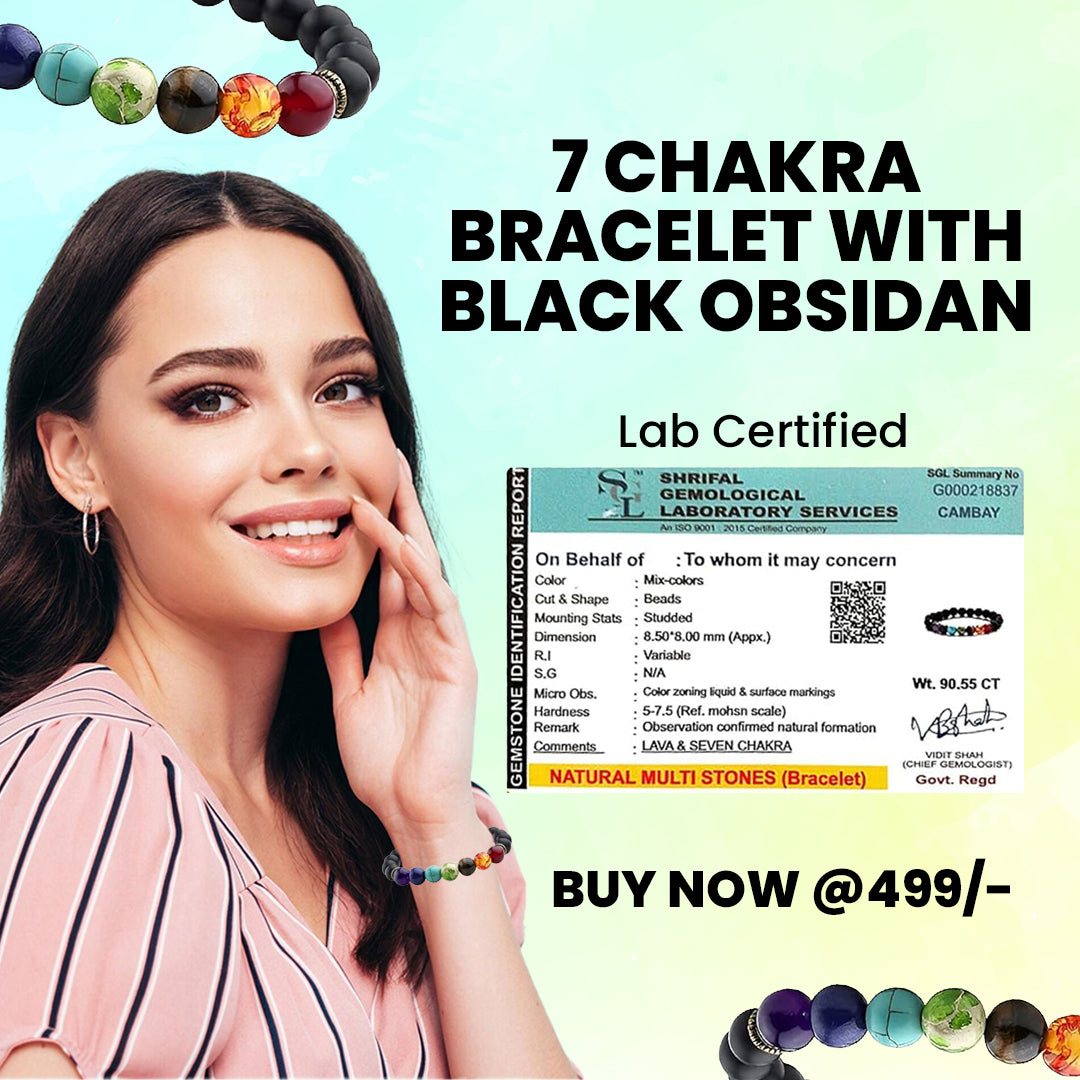 7 CHAKRA
BRACELET WITH
BLACK OBSIDAN
Lab Certified
GEMSTONE IDENTIFICATION REPORT
SGL ™
SHRIFAL
GEMOLOGICAL
LABORATORY SERVICES
An ISO 9001 : 2015 Certified Company
SGL Summary No
G000218837
CAMBAY
On Behalf of : To whom it may concern
Color : Mix-colors
Cut & Shape : Beads
Mounting Stats : Studded
Dimension : 8.50*8.00 mm (Appx.)
R.I : Variable
S.G : N/A
Micro Obs. : Color zoning liquid & surface markings
Hardness : 5-7.5 (Ref. mohsn scale)
Remark : Observation confirmed natural formation
Comments : LAVA & SEVEN CHAKRA
NATURAL MULTI STONES (Bracelet)
Wt. 90.55 CT
VIDIT SHAH
(CHIEF GEMOLOGIST)
Govt. Regd
BUY NOW @499/-